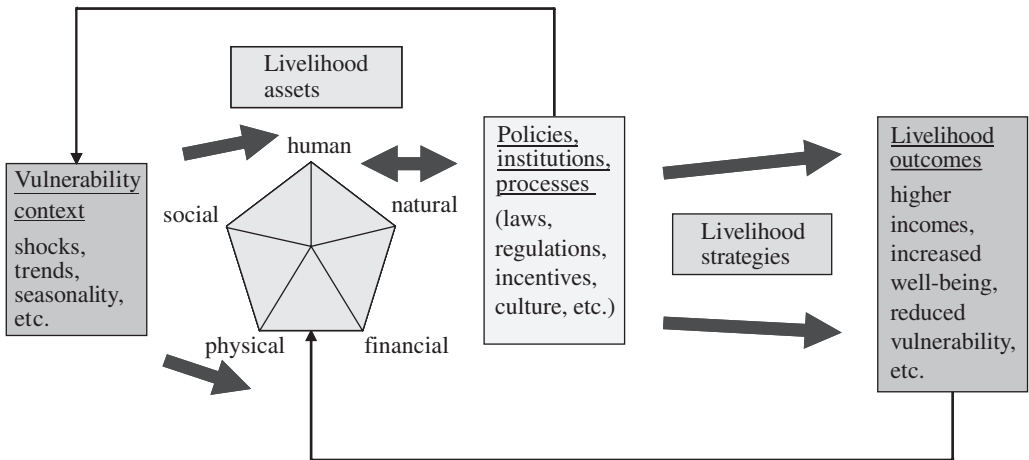 Livelihood
assets
Vulnerability
context
shocks,
trends,
seasonality,
etc.
human
social
natural
physical
financial
Policies,
institutions,
processes
(laws,
regulations,
incentives,
culture, etc.)
Livelihood
strategies
Livelihood
outcomes
higher
incomes,
increased
well-being,
reduced
vulnerability,
etc.